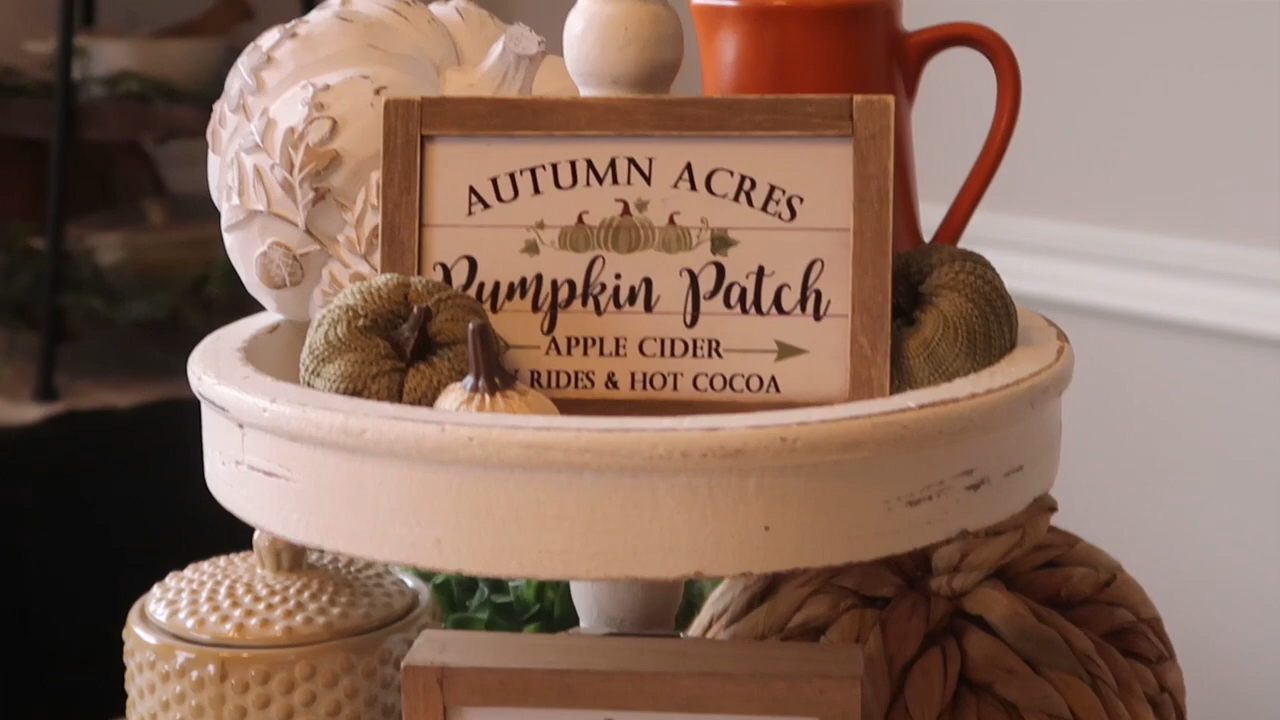 AUTUMN ACRES
Pumpkin Patch
APPLE CIDER
RIDES & HOT COCOA